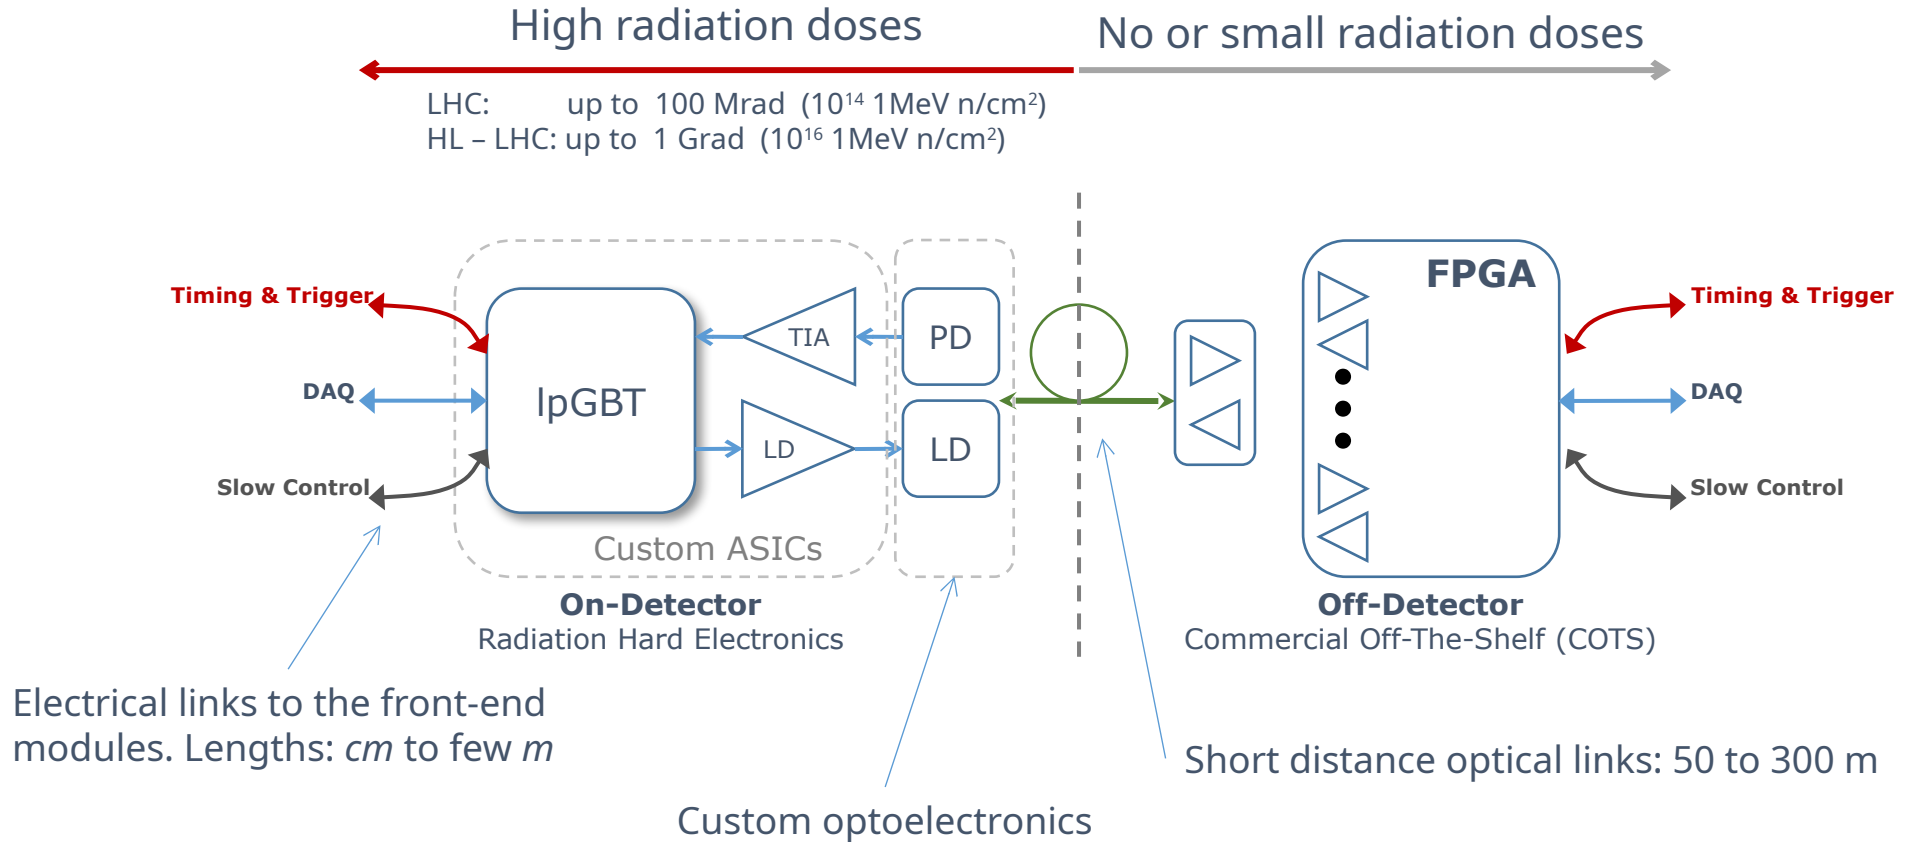 High radiation doses
No or small radiation doses
LHC: up to 100 Mrad (10¹⁴ 1MeV n/cm²)
HL – LHC: up to 1 Grad (10¹⁶ 1MeV n/cm²)
Timing & Trigger
DAQ
Slow Control
lpGBT
TIA
LD
PD
LD
Custom ASICs
FPGA
Timing & Trigger
DAQ
Slow Control
On-Detector
Radiation Hard Electronics
Off-Detector
Commercial Off-The-Shelf (COTS)
Electrical links to the front-end
modules. Lengths: cm to few m
Short distance optical links: 50 to 300 m
Custom optoelectronics